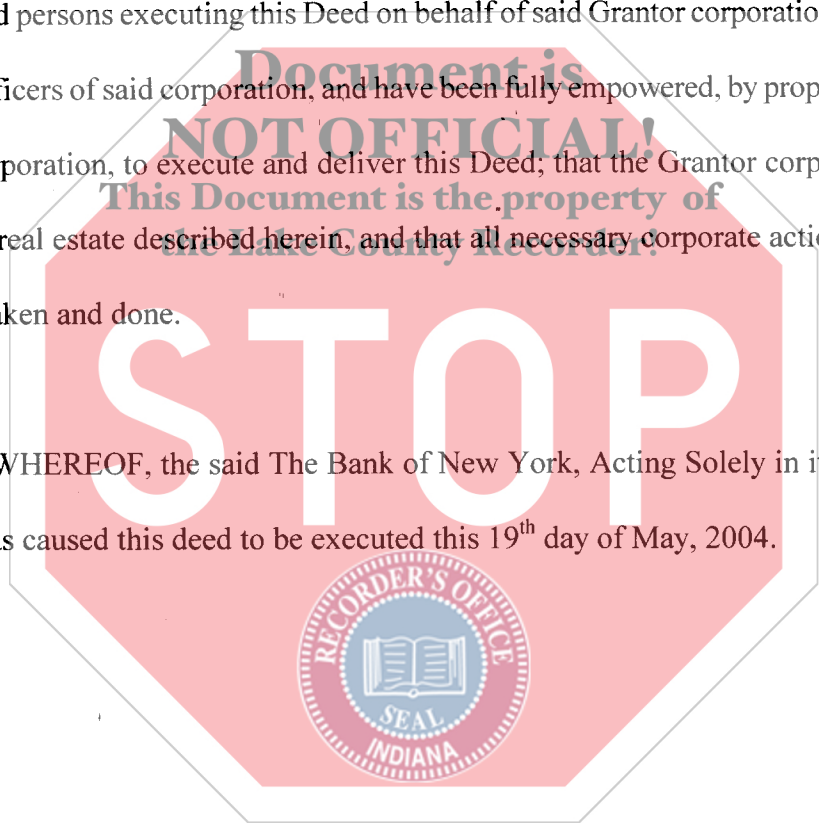 d persons executing this Deed on behalf of said Grantor corporatio
Document is
ficers of said corporation, and have been fully empowered, by prop
NOT OFFICIAL!
poration, to execute and deliver this Deed; that the Grantor corp
This Document is the property of
real estate described herein, and that all necessary corporate actio
the Lake County Recorder!
ken and done.
STOP
WHEREOF, the said The Bank of New York, Acting Solely in i
s caused this deed to be executed this 19th day of May, 2004.
RECORDER'S OFFICE
SEAL
INDIANA